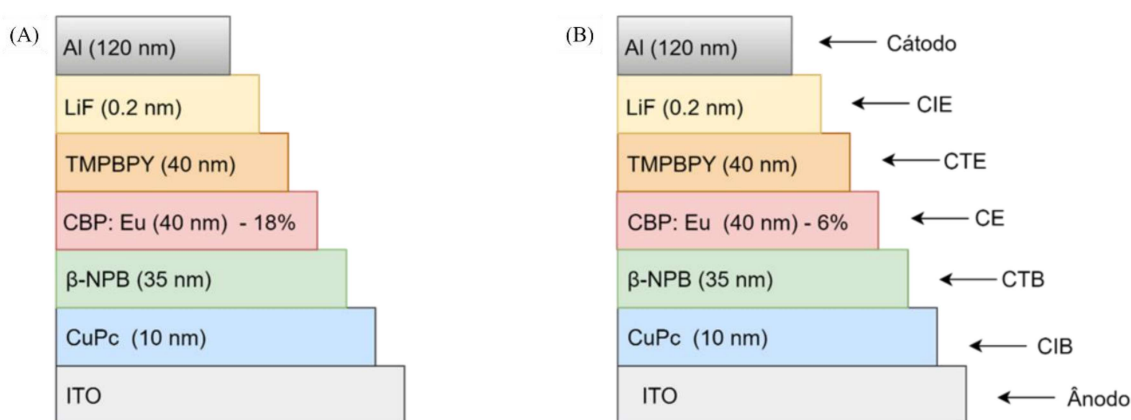 (A)
Al (120 nm)
LiF (0.2 nm)
TMPBPY (40 nm)
CBP: Eu (40 nm) - 18%
β-NPB (35 nm)
CuPc (10 nm)
ITO
(B)
Al (120 nm)
LiF (0.2 nm)
TMPBPY (40 nm)
CBP: Eu (40 nm) - 6%
β-NPB (35 nm)
CuPc (10 nm)
ITO
Cátodo
CIE
CTE
CE
CTB
CIB
Ânodo